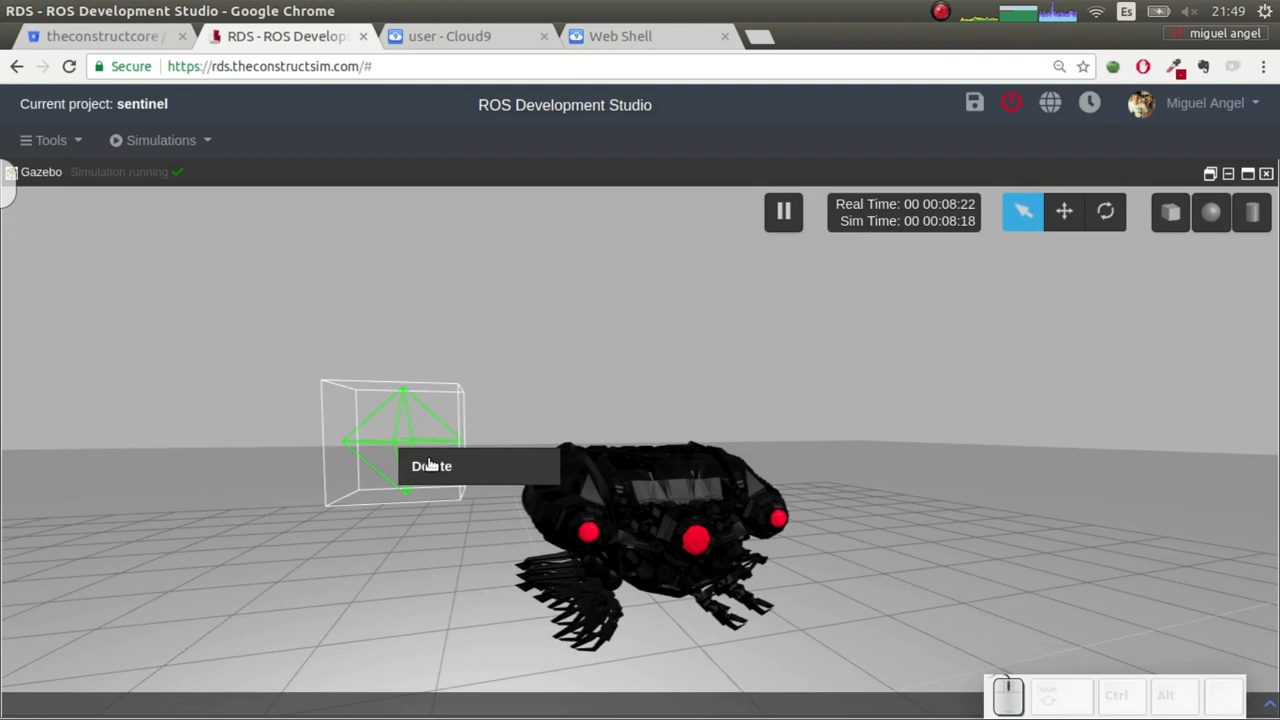 RDS - ROS Development Studio - Google Chrome
Es
21:49
theconstructcore /
RDS - ROS Develop
user - Cloud9
Web Shell
miguel angel
Secure
https://rds.theconstructsim.com/#
Current project: sentinel
ROS Development Studio
Miguel Angel
Tools
Simulations
Gazebo
Simulation running
Real Time: 00 00:08:22
Sim Time: 00 00:08:18
Shift
Ctrl
Alt